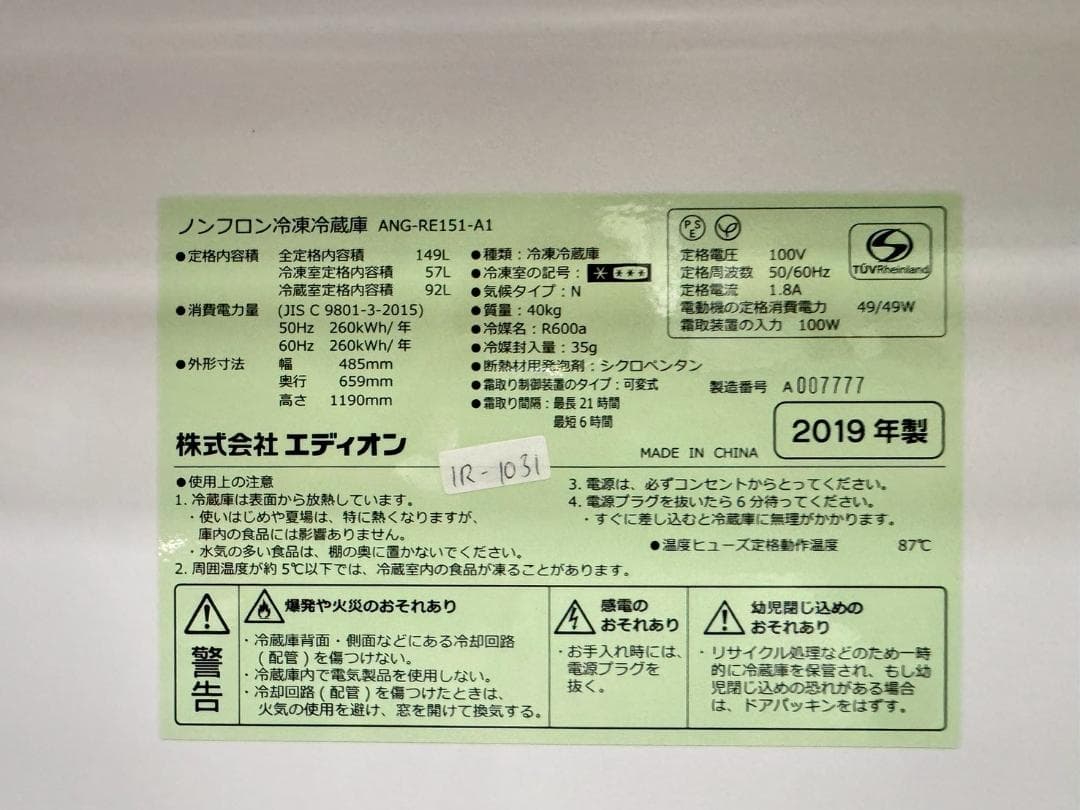 ノンフロン冷凍冷蔵庫 ANG-RE151-A1
●定格内容積 全定格内容積 149L
冷凍室定格内容積 57L
冷蔵室定格内容積 92L
●消費電力量 (JIS C 9801-3-2015)
50Hz 260kWh/年
60Hz 260kWh/年
●外形寸法 幅 485mm
奥行 659mm
高さ 1190mm
●種類：冷凍冷蔵庫
●冷凍室の記号：
●気候タイプ：N
●質量：40kg
●冷媒名：R600a
●冷媒封入量：35g
●断熱材用発泡剤：シクロペンタン
●霜取り制御装置のタイプ：可変式
●霜取り間隔：最長21時間
最短6時間
PSE
定格電圧 100V
定格周波数 50/60Hz
定格電流 1.8A
電動機の定格消費電力 49/49W
霜取装置の入力 100W
TÜVRheinland
製造番号 A007777
2019年製
株式会社エディオン
1R-1031
MADE IN CHINA
●使用上の注意
1. 冷蔵庫は表面から放熱しています。
・使いはじめや夏場は、特に熱くなりますが、
庫内の食品には影響ありません。
・水気の多い食品は、棚の奥に置かないでください。
2. 周囲温度が約5℃以下では、冷蔵室内の食品が凍ることがあります。
3. 電源は、必ずコンセントからとってください。
4. 電源プラグを抜いたら6分待ってください。
・すぐに差し込むと冷蔵庫に無理がかかります。
●温度ヒューズ定格動作温度 87℃
警告
爆発や火災のおそれあり
・冷蔵庫背面・側面などにある冷却回路
(配管)を傷つけない。
・冷蔵庫内で電気製品を使用しない。
・冷却回路(配管)を傷つけたときは、
火気の使用を避け、窓を開けて換気する。
感電の
おそれあり
・お手入れ時には、
電源プラグを
抜く。
幼児閉じ込めの
おそれあり
・リサイクル処理などのため一時
的に冷蔵庫を保管され、もし幼
児閉じ込めの恐れがある場合
は、ドアパッキンをはずす。